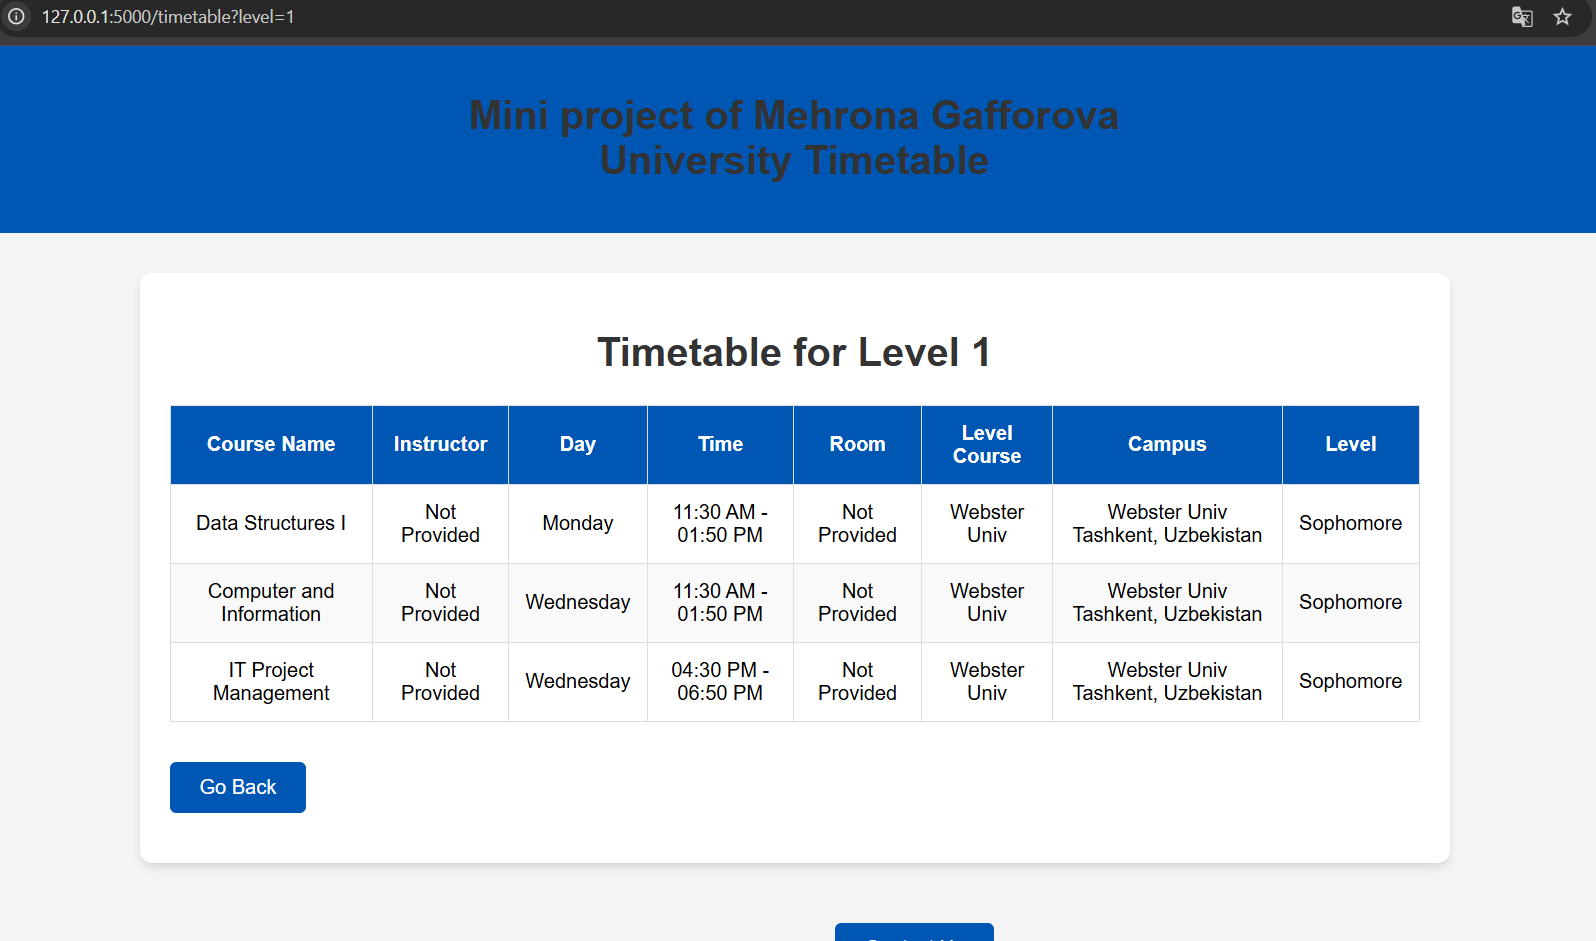 127.0.0.1:5000/timetable?level=1
Mini project of Mehrona Gafforova
University Timetable
Timetable for Level 1
Course Name Instructor Day Time Room Level Course Campus Level
Data Structures I Not Provided Monday 11:30 AM - 01:50 PM Not Provided Webster Univ Webster Univ Tashkent, Uzbekistan Sophomore
Computer and Information Not Provided Wednesday 11:30 AM - 01:50 PM Not Provided Webster Univ Webster Univ Tashkent, Uzbekistan Sophomore
IT Project Management Not Provided Wednesday 04:30 PM - 06:50 PM Not Provided Webster Univ Webster Univ Tashkent, Uzbekistan Sophomore
Go Back